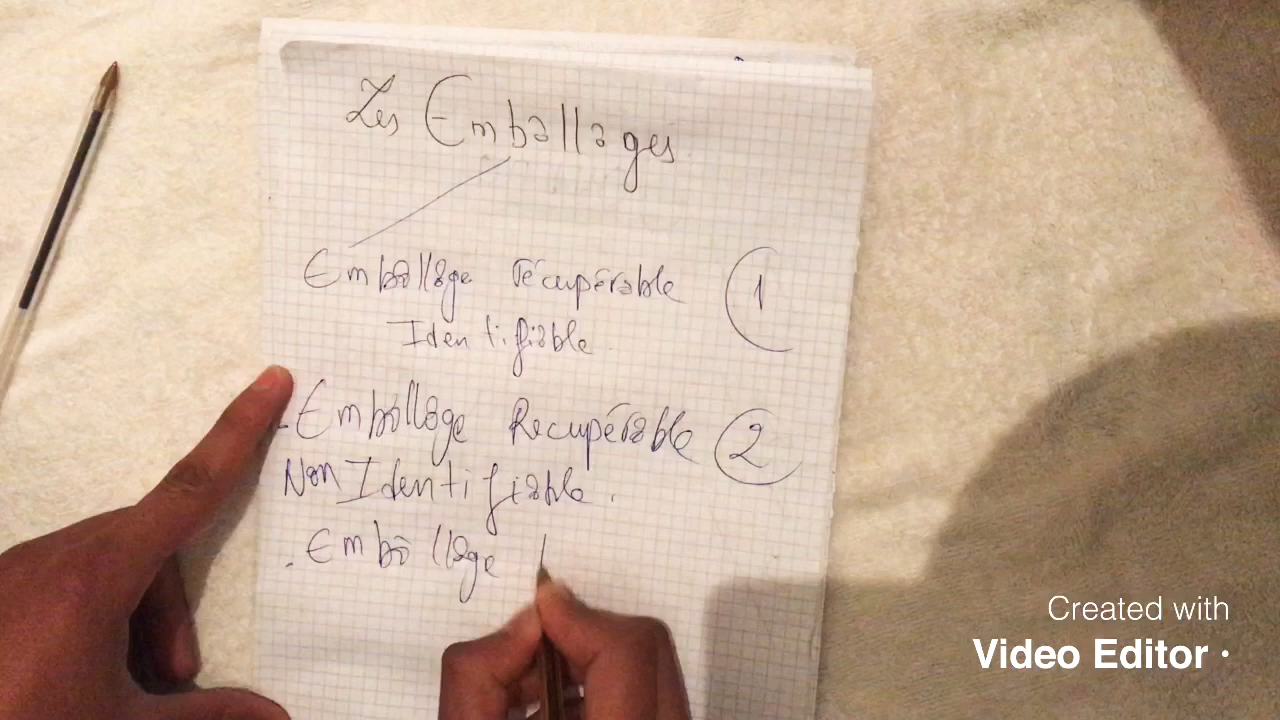 Les Emballages
Emballage récupérable 1
Identifiable.
- Emballage Recupérable 2
Non Identifiable.
. Emballage
Created with
Video Editor